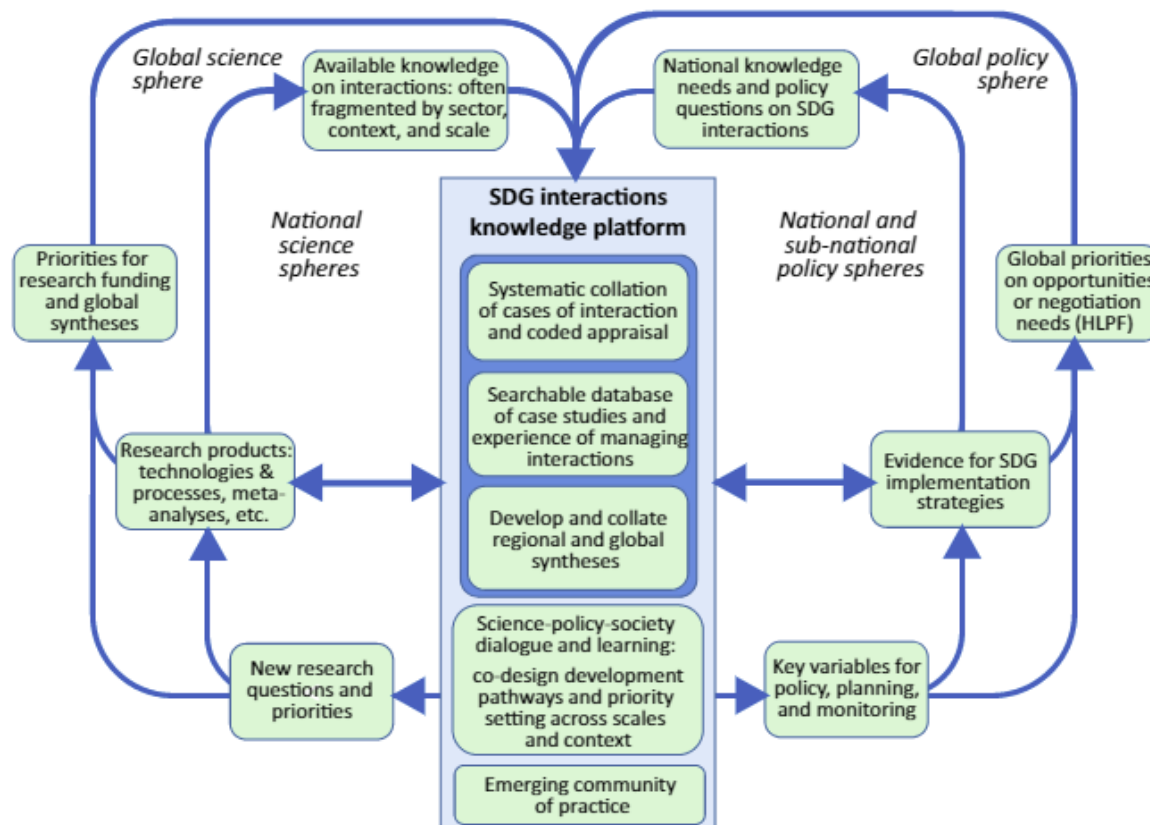 Global science
sphere
Available knowledge
on interactions: often
fragmented by sector,
context, and scale
National knowledge
needs and policy
questions on SDG
interactions
Global policy
sphere
National
science
spheres
SDG interactions
knowledge platform
National and
sub-national
policy spheres
Priorities for
research funding
and global
syntheses
Global priorities
on opportunities
or negotiation
needs (HLPF)
Systematic collation
of cases of interaction
and coded appraisal
Searchable database
of case studies and
experience of managing
interactions
Develop and collate
regional and global
syntheses
Research products:
technologies &
processes, meta-
analyses, etc.
Evidence for SDG
implementation
strategies
New research
questions and
priorities
Science-policy-society
dialogue and learning:
co-design development
pathways and priority
setting across scales
and context
Key variables for
policy, planning,
and monitoring
Emerging community
of practice